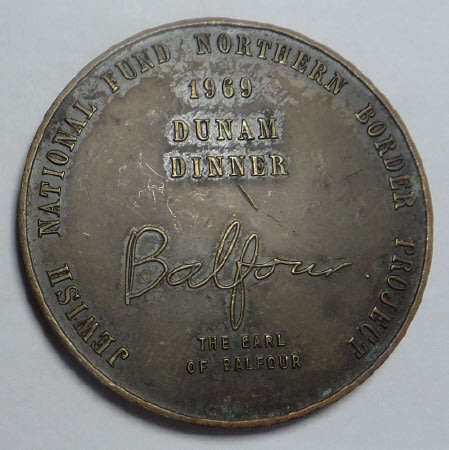 JEWISH NATIONAL FUND NORTHERN BORDER PROJECT
1969
DUNAM
DINNER
Balfour
THE EARL
OF BALFOUR